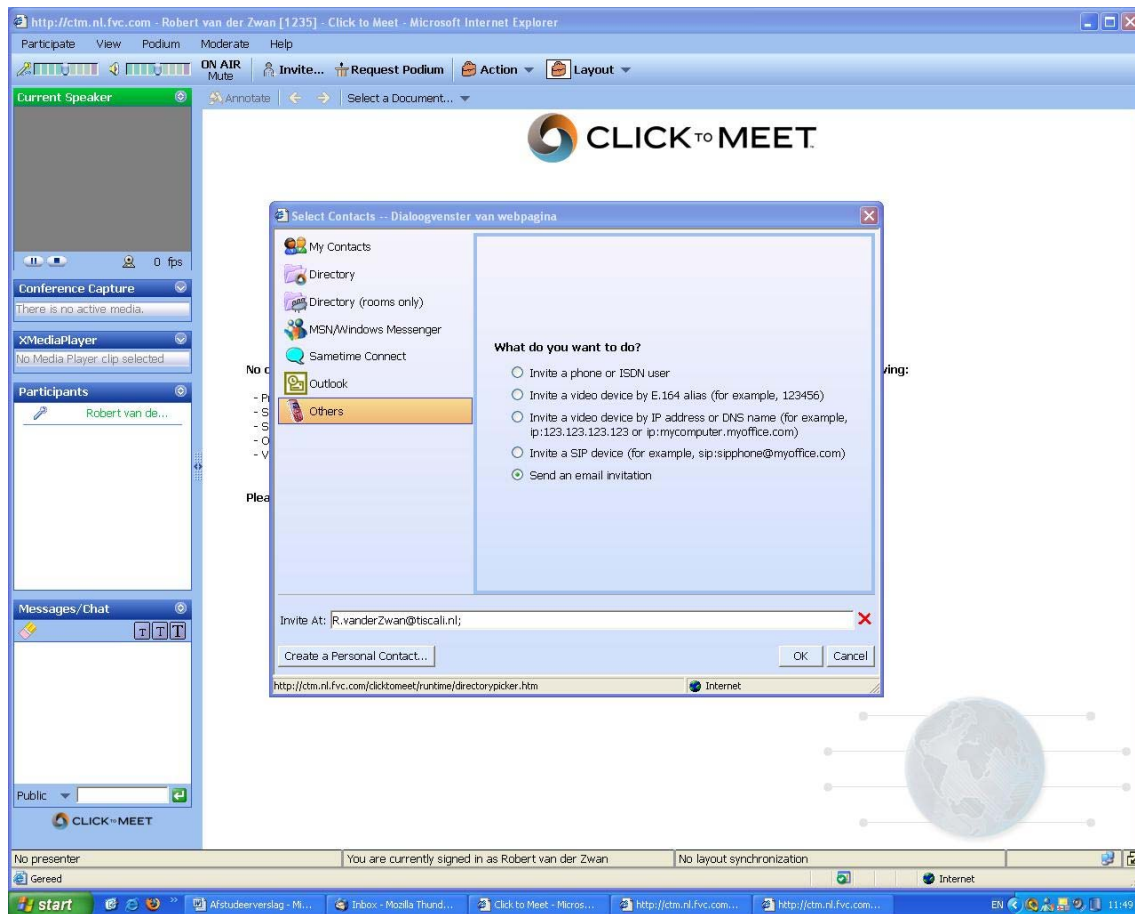 http://ctm.nl.fvc.com - Robert van der Zwan [1235] - Click to Meet - Microsoft Internet Explorer
Participate View Podium Moderate Help
ON AIR
Mute
Invite... Request Podium Action Layout
Current Speaker
Annotate Select a Document...
CLICK TO MEET
0 fps
Conference Capture
There is no active media.
XMediaPlayer
No Media Player clip selected
Participants
Robert van de...
Messages/Chat
T T T
Public
CLICK TO MEET
No
ving:
- P
- S
- S
- O
- V
Plea
Select Contacts -- Dialoogvenster van webpagina
My Contacts
Directory
Directory (rooms only)
MSN/Windows Messenger
Sametime Connect
Outlook
Others
What do you want to do?
Invite a phone or ISDN user
Invite a video device by E.164 alias (for example, 123456)
Invite a video device by IP address or DNS name (for example,
ip:123.123.123.123 or ip:mycomputer.myoffice.com)
Invite a SIP device (for example, sip:sipphone@myoffice.com)
Send an email invitation
Invite At: R.vanderZwan@tiscali.nl;
Create a Personal Contact... OK Cancel
http://ctm.nl.fvc.com/clicktomeet/runtime/directorypicker.htm Internet
No presenter You are currently signed in as Robert van der Zwan No layout synchronization
Gereed Internet
start Afstudeerverslag - Mi... Inbox - Mozilla Thund... Click to Meet - Micros... http://ctm.nl.fvc.com... http://ctm.nl.fvc.com... EN 11:49